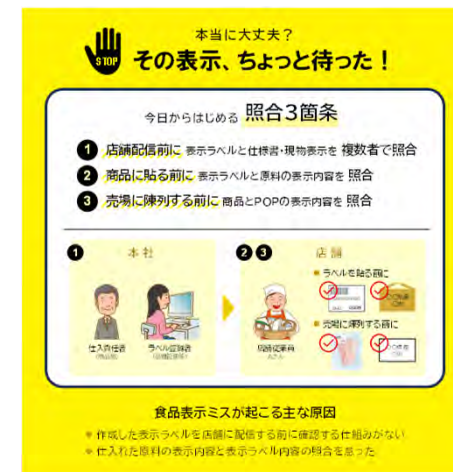 本当に大丈夫？
STOP
その表示、ちょっと待った！
今日からはじめる 照合3箇条
1 店舗配信前に 表示ラベルと仕様書・現物表示を 複数者で照合
2 商品に貼る前に 表示ラベルと原料の表示内容を 照合
3 売場に陳列する前に 商品とPOPの表示内容を 照合
1 本社
2 3 店舗
ラベルを貼る前に
仕入責任者
売場に陳列する前に
食品表示ミスが起こる主な原因
作成した表示ラベルを店舗に配信する前に確認する仕組みがない
仕入れた原料の表示内容と表示ラベル内容の照合を怠った